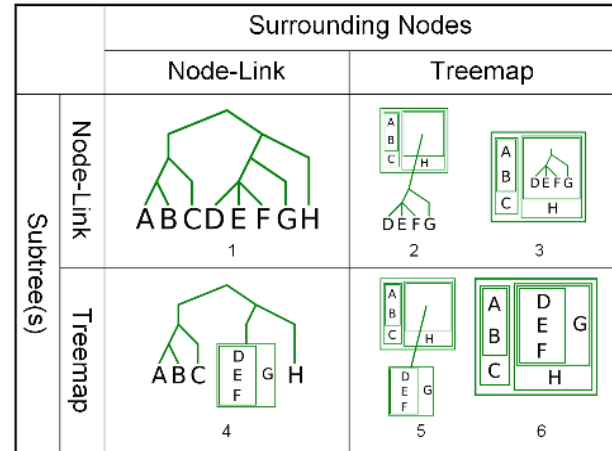 Surrounding Nodes
Node-Link Treemap
Subtree(s)
Node-Link
A B C D E F G H
1
A
B
C
H
D E F G
2
A
B
C
D E F G
H
3
Treemap
A B C
D
E
F
G
H
4
A
B
C
H
D
E
F
G
5
A
B
C
D
E
F
G
H
6